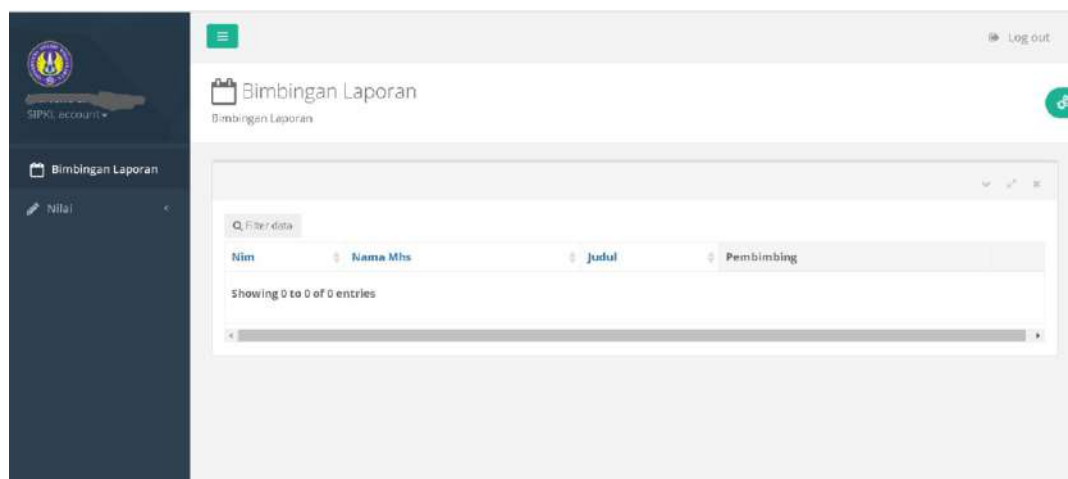 Log out
SIPKL account
Bimbingan Laporan
Bimbingan Laporan
Bimbingan Laporan
Nilai
Filter data
Nim Nama Mhs Judul Pembimbing
Showing 0 to 0 of 0 entries